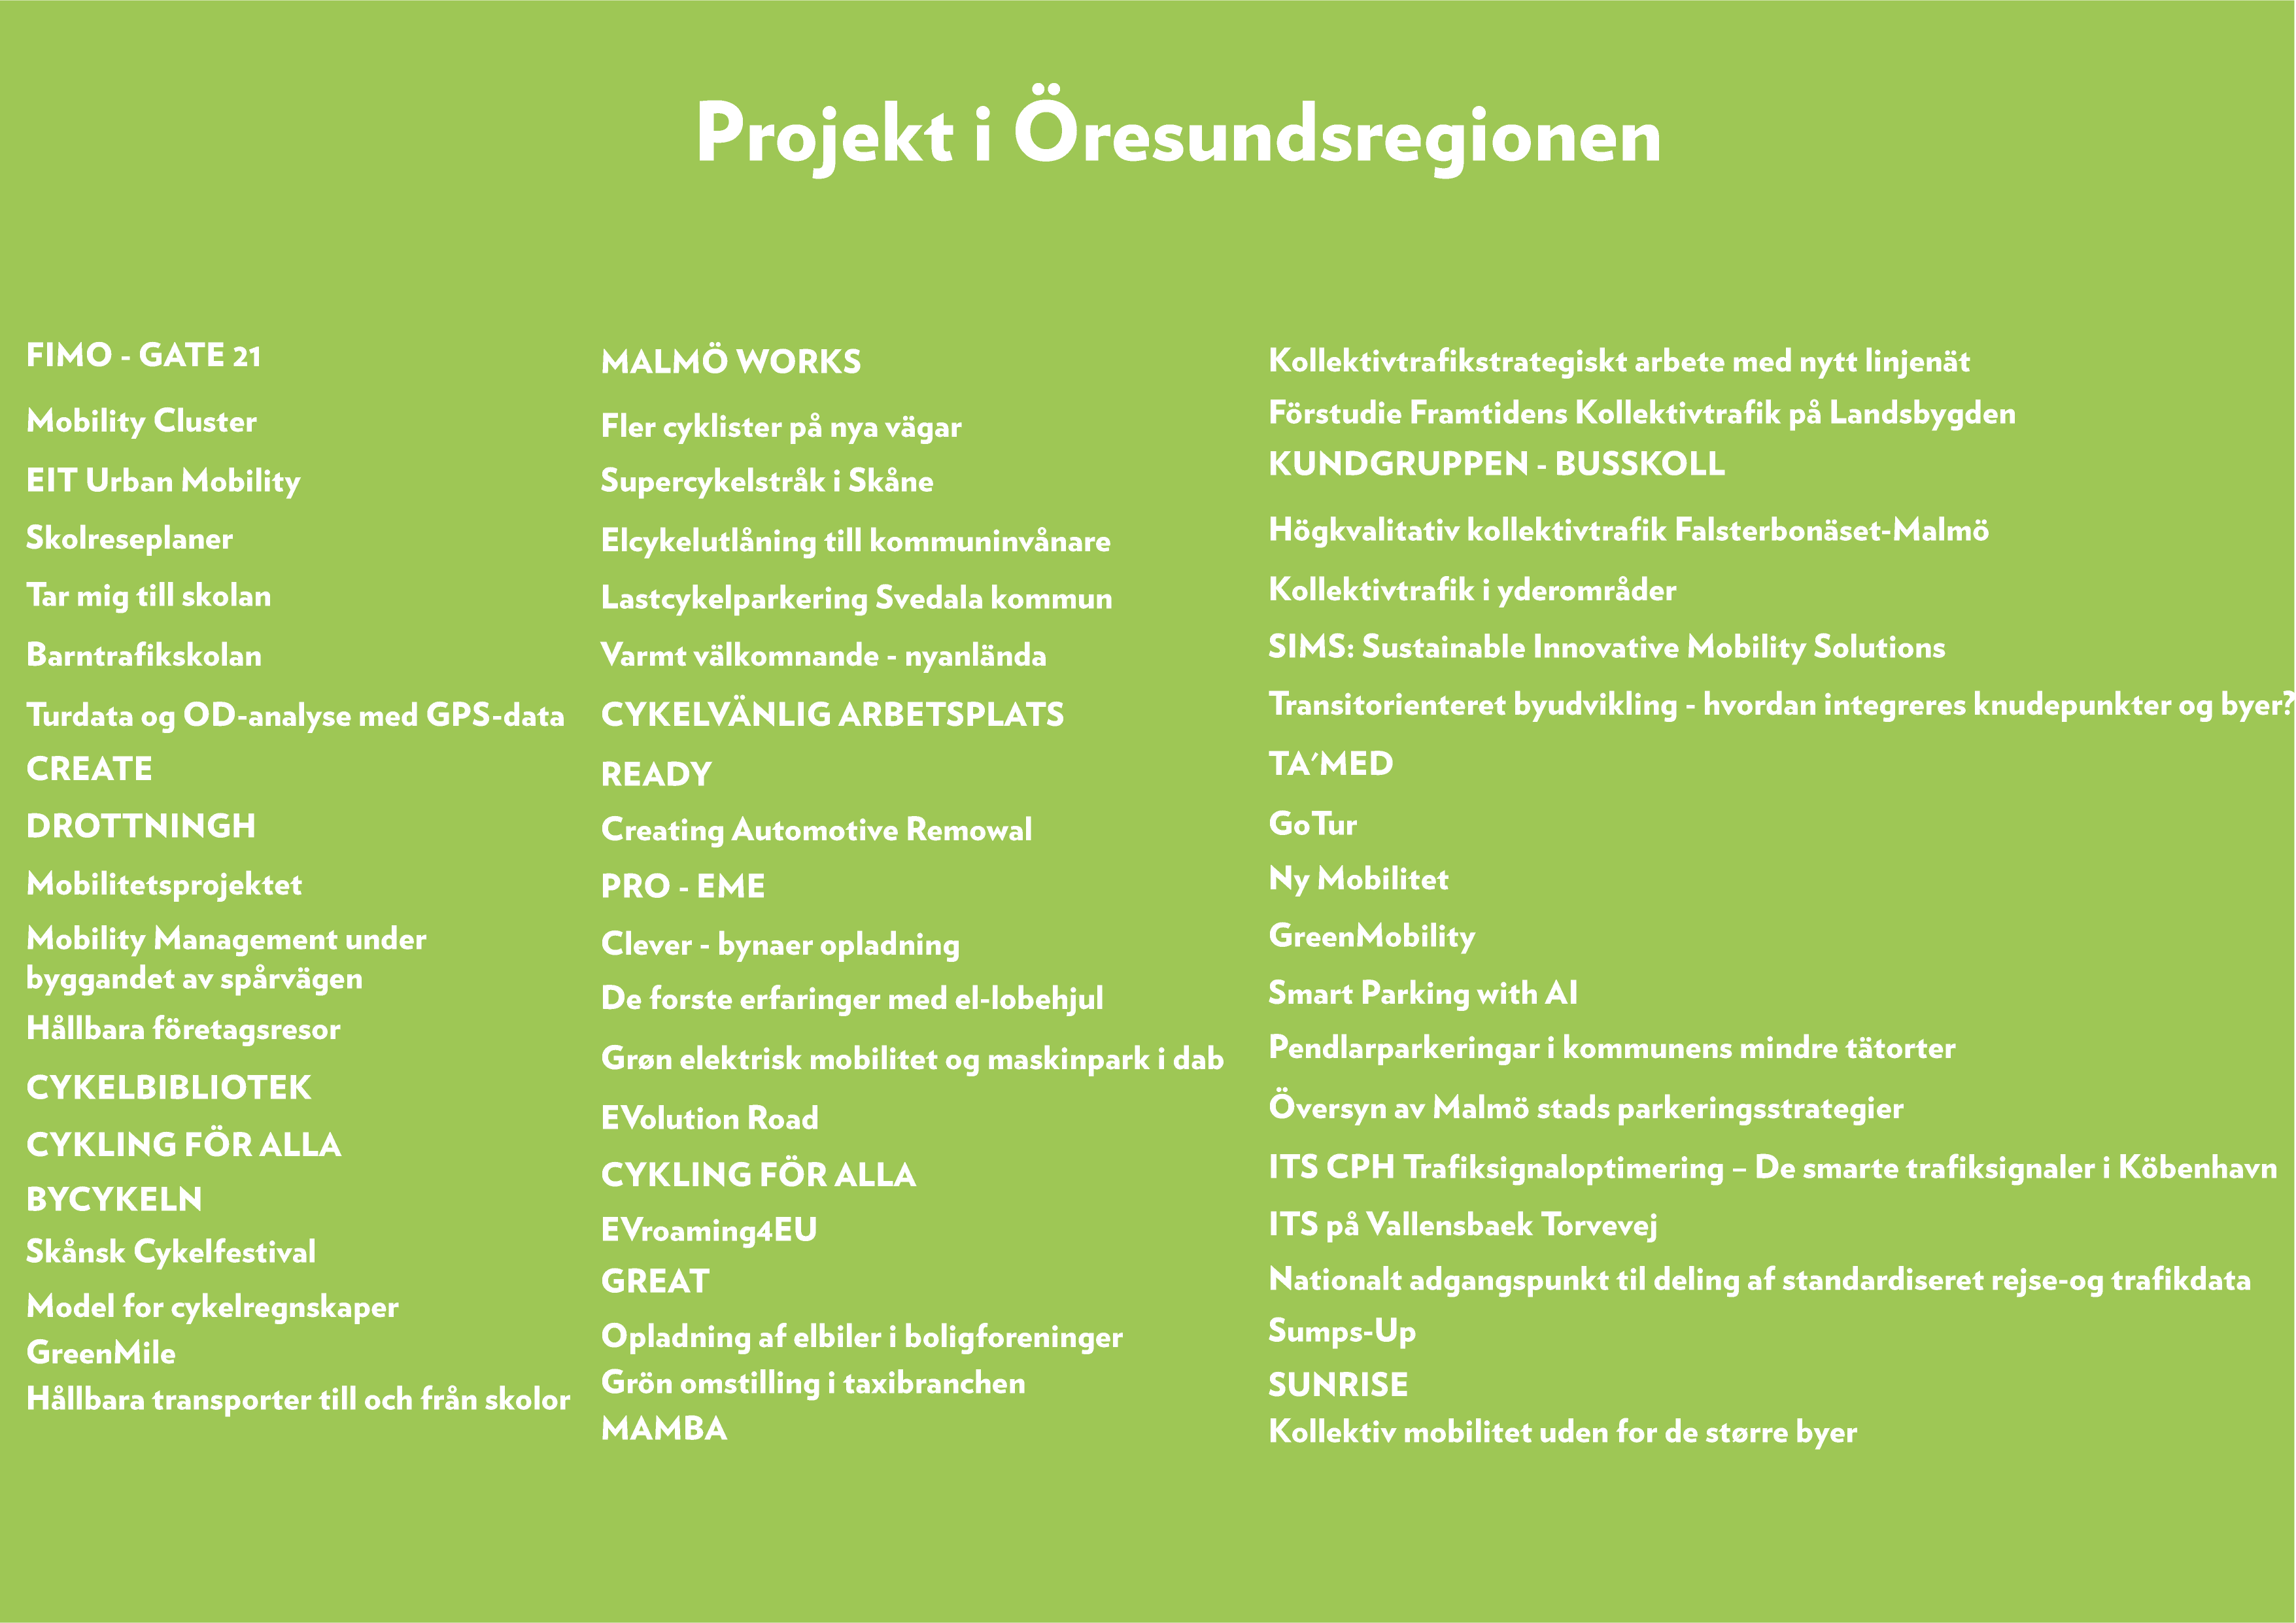 Projekt i Öresundsregionen
FIMO - GATE 21
Mobility Cluster
EIT Urban Mobility
Skolreseplaner
Tar mig till skolan
Barntrafikskolan
Turdata og OD-analyse med GPS-data
CREATE
DROTTNINGH
Mobilitetsprojektet
Mobility Management under
byggandet av spårvägen
Hållbara företagsresor
CYKELBIBLIOTEK
CYKLING FÖR ALLA
BYCYKELN
Skånsk Cykelfestival
Model for cykelregnskaper
GreenMile
Hållbara transporter till och från skolor
MALMÖ WORKS
Fler cyklister på nya vägar
Supercykelstråk i Skåne
Elcykelutlåning till kommuninvånare
Lastcykelparkering Svedala kommun
Varmt välkomnande - nyanlända
CYKELVÄNLIG ARBETSPLATS
READY
Creating Automotive Remowal
PRO - EME
Clever - bynaer opladning
De forste erfaringer med el-lobehjul
Grøn elektrisk mobilitet og maskinpark i dab
EVolution Road
CYKLING FÖR ALLA
EVroaming4EU
GREAT
Opladning af elbiler i boligforeninger
Grön omstilling i taxibranchen
MAMBA
Kollektivtrafikstrategiskt arbete med nytt linjenät
Förstudie Framtidens Kollektivtrafik på Landsbygden
KUNDGRUPPEN - BUSSKOLL
Högkvalitativ kollektivtrafik Falsterbonäset-Malmö
Kollektivtrafik i yderområder
SIMS: Sustainable Innovative Mobility Solutions
Transitorienteret byudvikling - hvordan integreres knudepunkter og byer?
TA´MED
GoTur
Ny Mobilitet
GreenMobility
Smart Parking with AI
Pendlarparkeringar i kommunens mindre tätorter
Översyn av Malmö stads parkeringsstrategier
ITS CPH Trafiksignaloptimering – De smarte trafiksignaler i Köbenhavn
ITS på Vallensbaek Torvevej
Nationalt adgangspunkt til deling af standardiseret rejse-og trafikdata
Sumps-Up
SUNRISE
Kollektiv mobilitet uden for de større byer